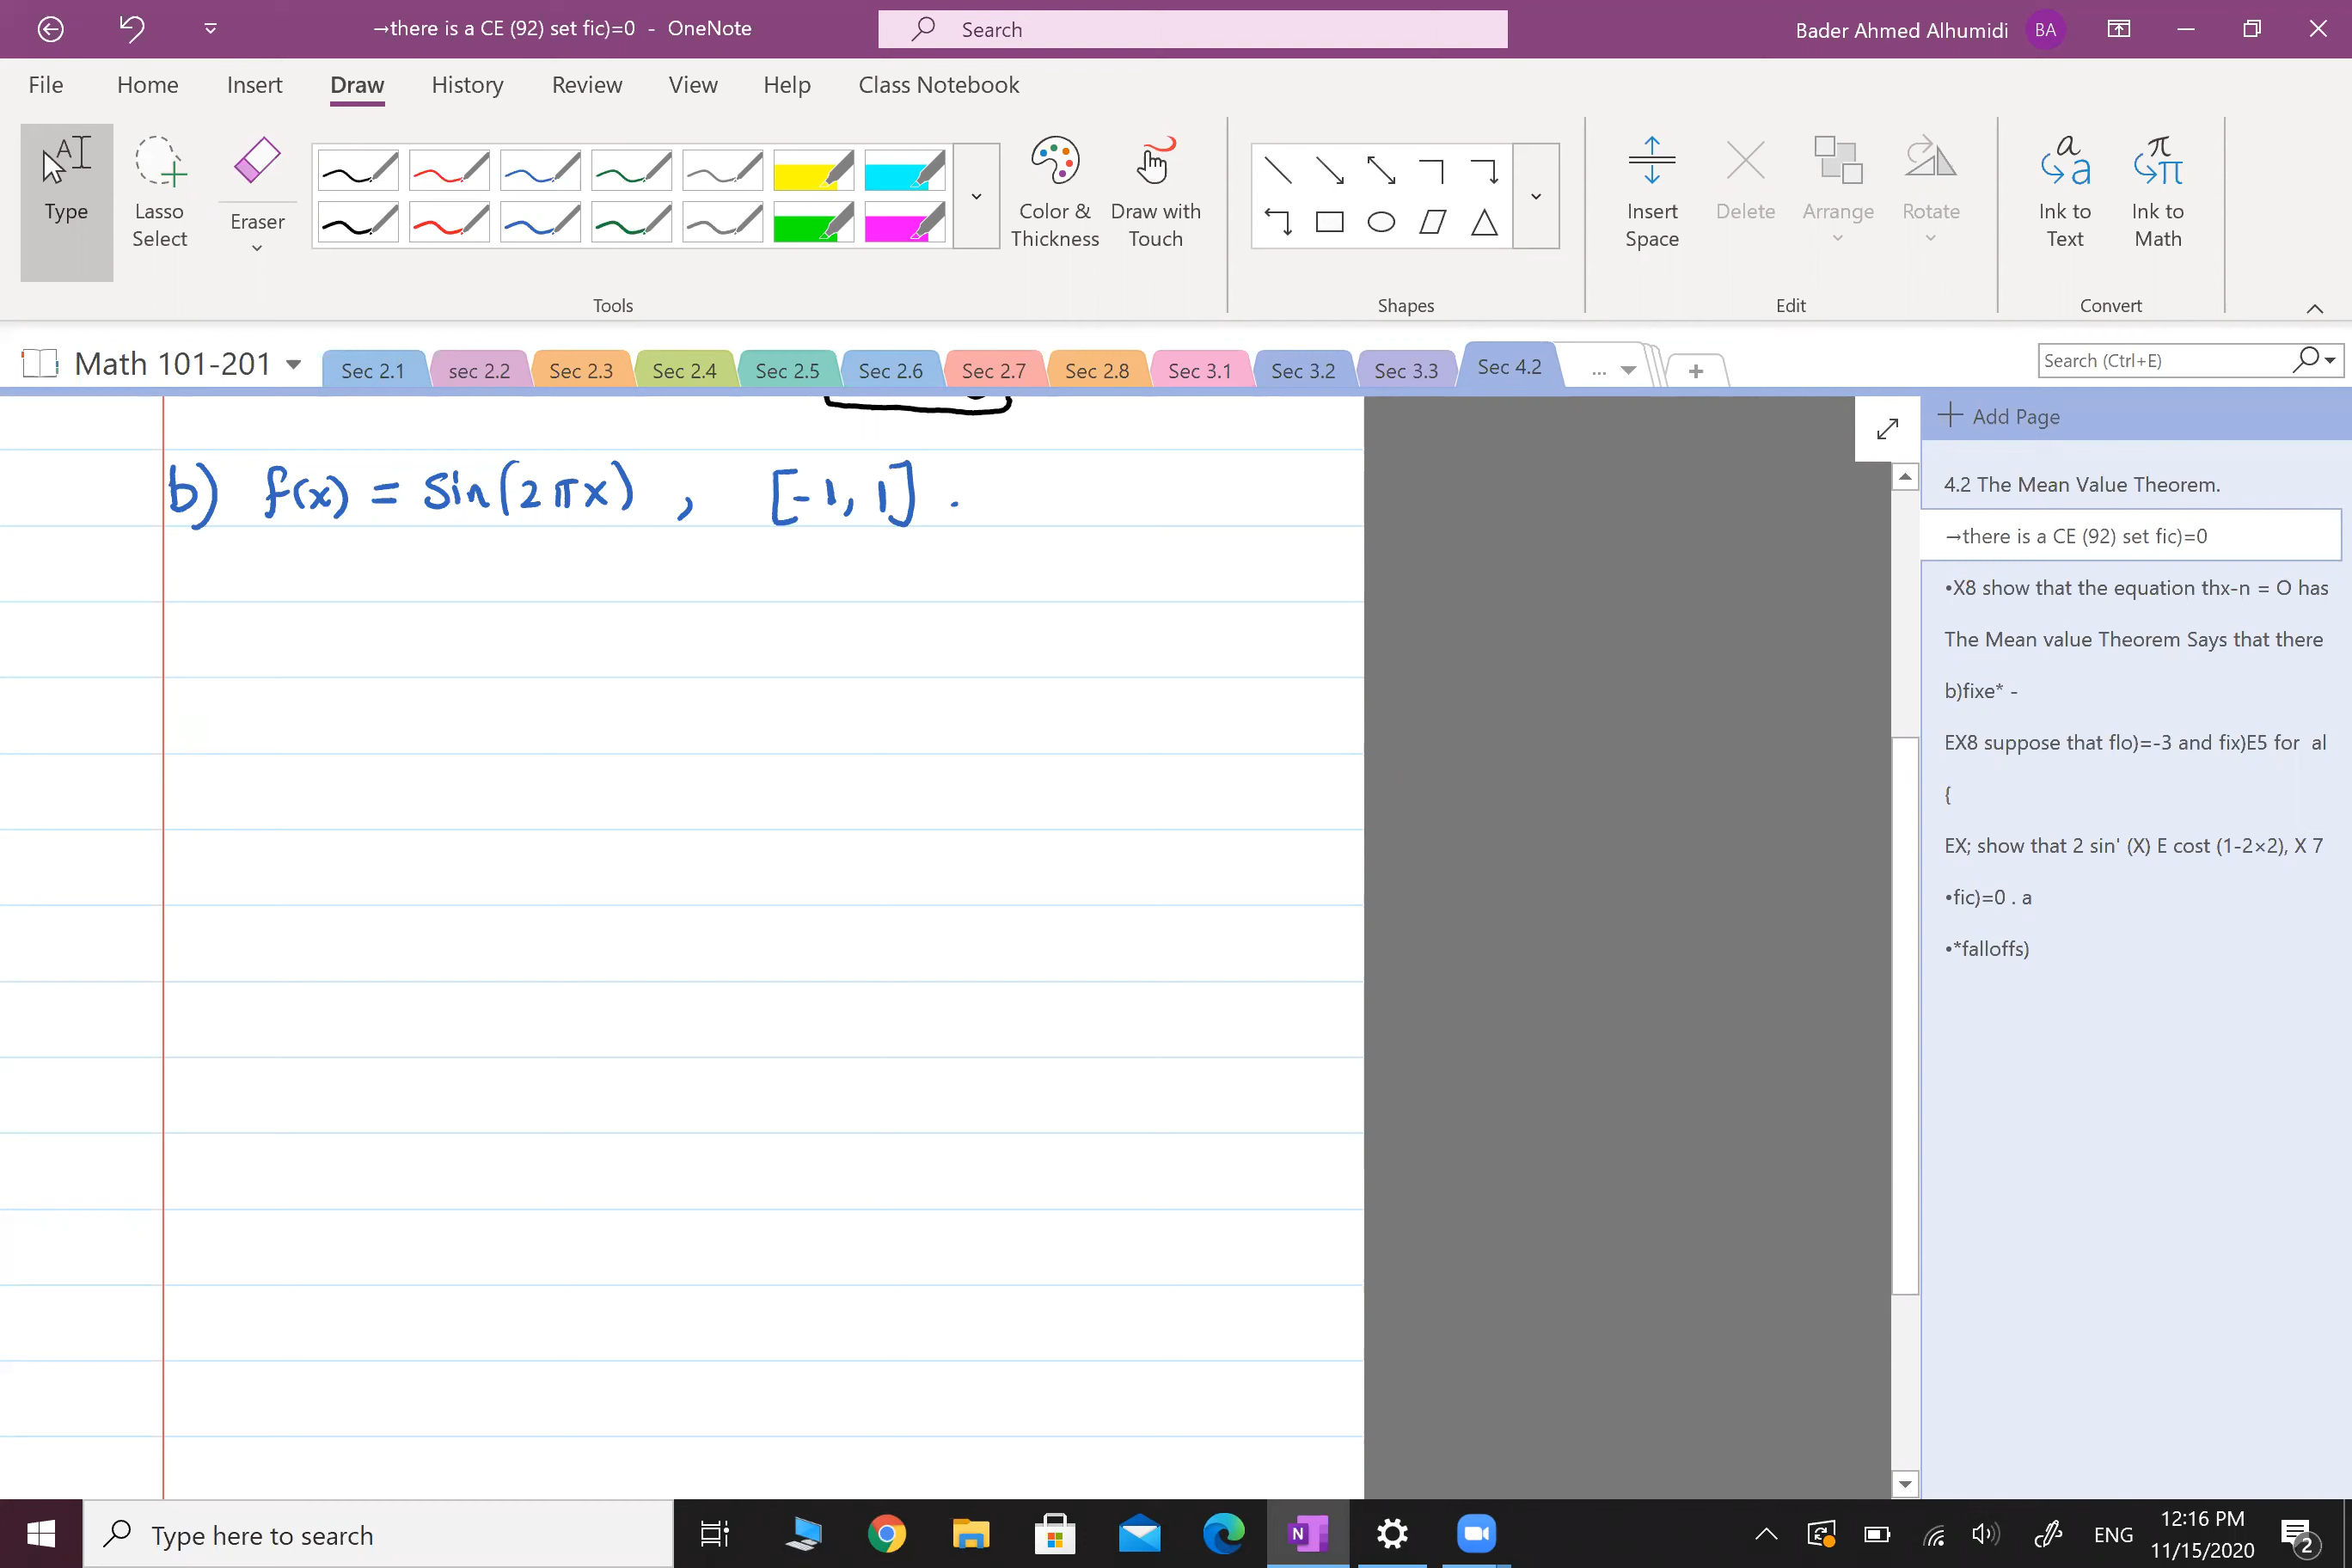 →there is a CE (92) set fic)=0 - OneNote
Search
Bader Ahmed Alhumidi
BA
File
Home
Insert
Draw
History
Review
View
Help
Class Notebook
Type
Lasso Select
Eraser
Color & Thickness
Draw with Touch
Insert Space
Delete
Arrange
Rotate
Ink to Text
Ink to Math
Tools
Shapes
Edit
Convert
Math 101-201
Sec 2.1
sec 2.2
Sec 2.3
Sec 2.4
Sec 2.5
Sec 2.6
Sec 2.7
Sec 2.8
Sec 3.1
Sec 3.2
Sec 3.3
Sec 4.2
...
Search (Ctrl+E)
b) f(x) = sin(2πx) , [-1, 1] .
Add Page
4.2 The Mean Value Theorem.
→there is a CE (92) set fic)=0
•X8 show that the equation thx-n = O has
The Mean value Theorem Says that there
b)fixe* -
EX8 suppose that flo)=-3 and fix)E5 for al
{
EX; show that 2 sin' (X) E cost (1-2×2), X 7
•fic)=0 . a
•*falloffs)
Type here to search
ENG
12:16 PM
11/15/2020
2